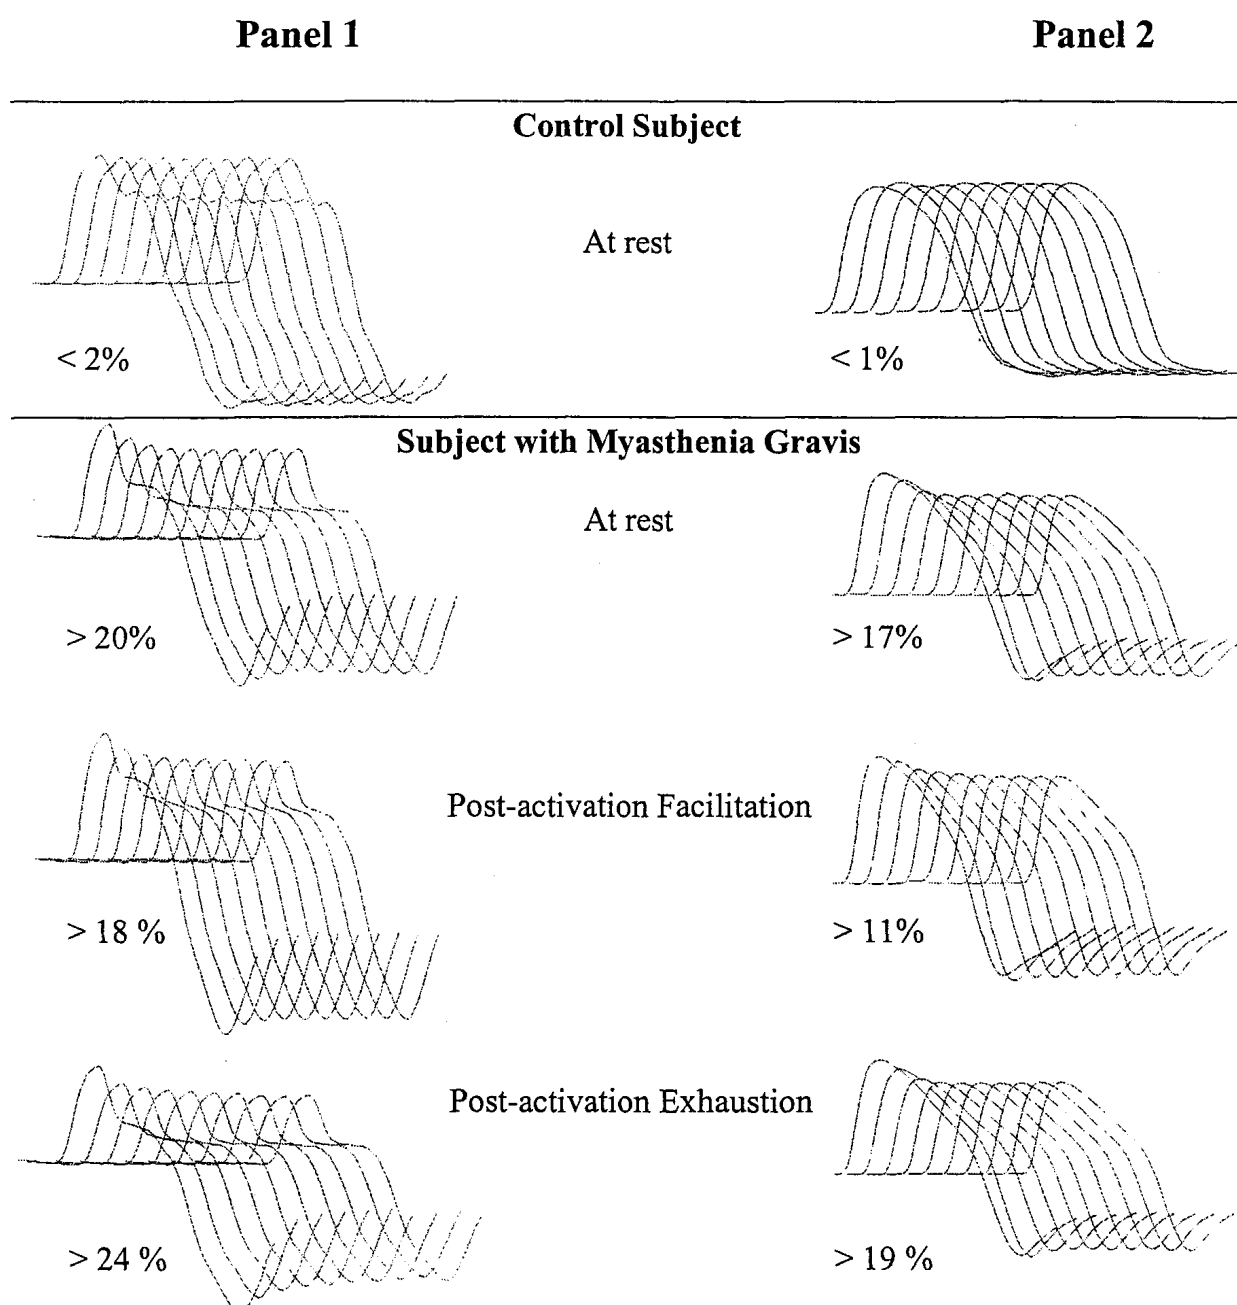 Panel 1 Panel 2
Control Subject
At rest
< 2% < 1%
Subject with Myasthenia Gravis
At rest
> 20% > 17%
Post-activation Facilitation
> 18 % > 11%
Post-activation Exhaustion
> 24 % > 19 %